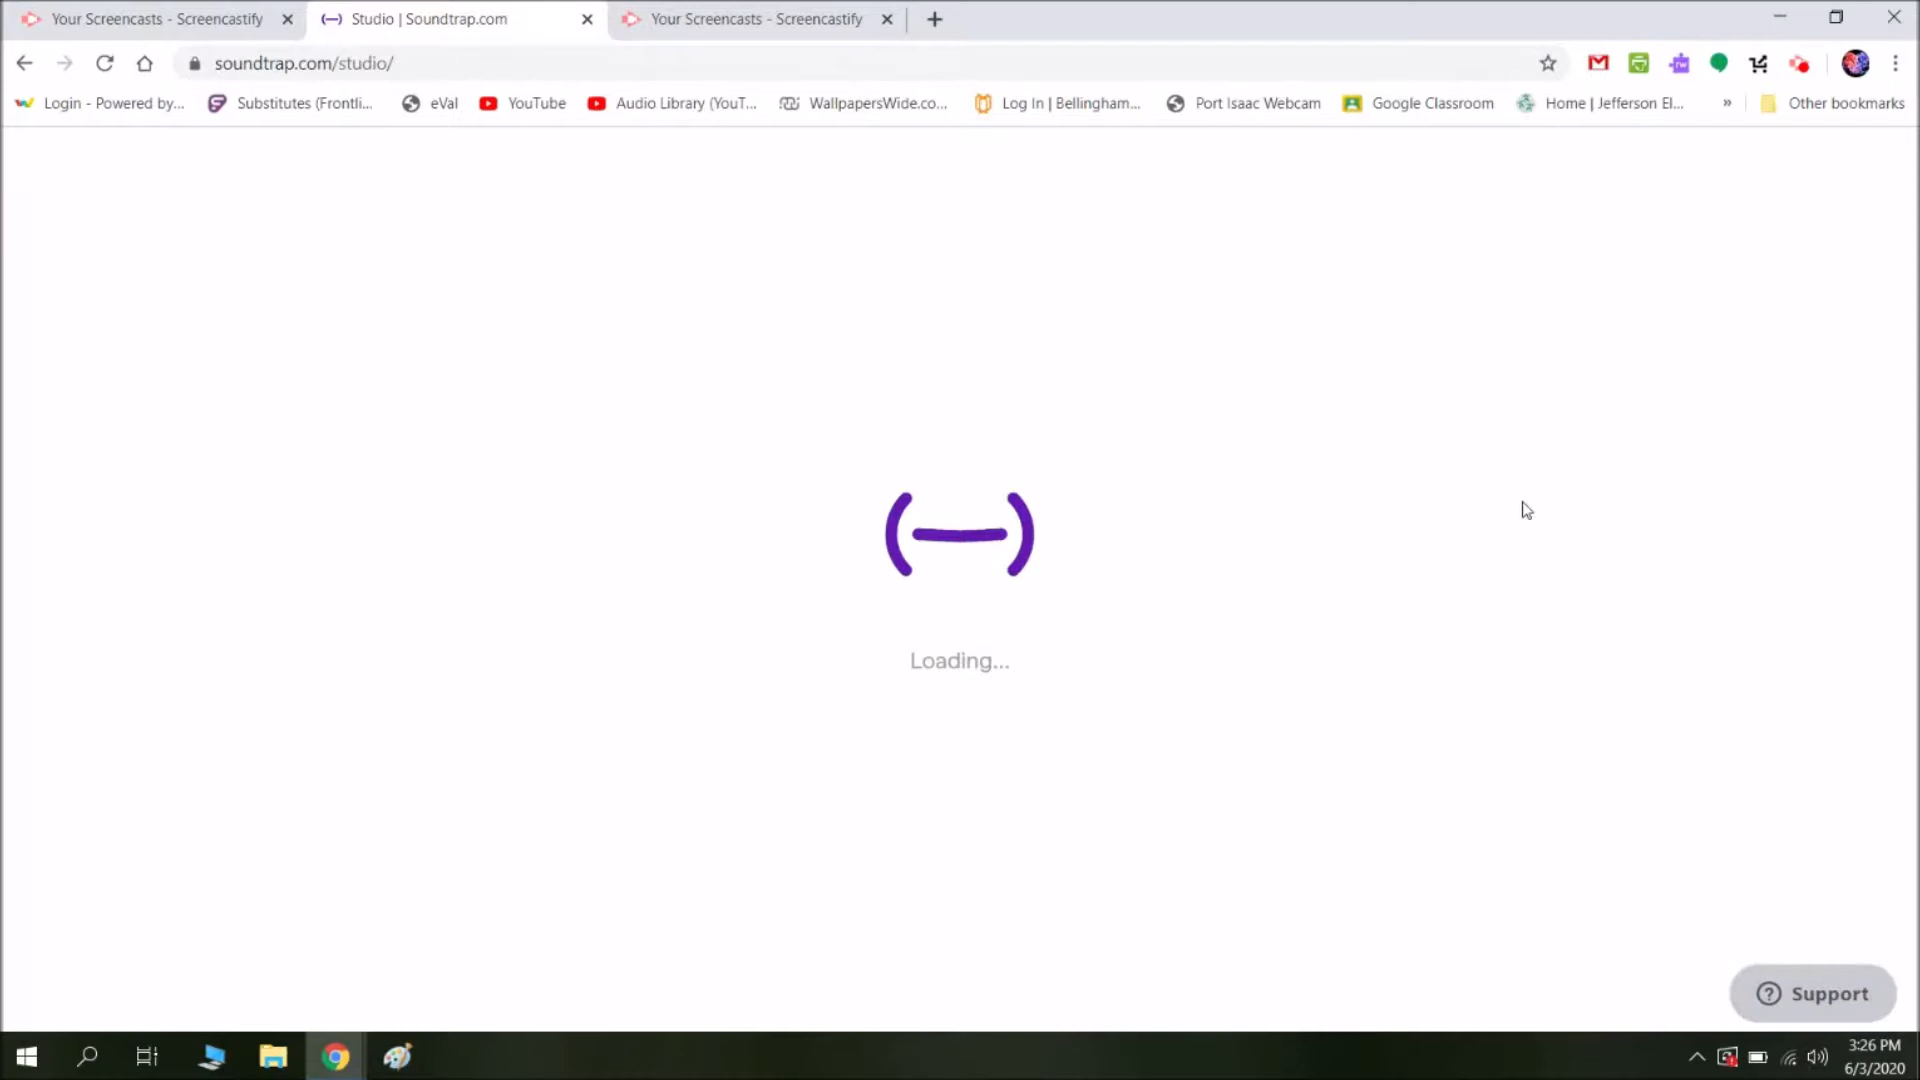 Your Screencasts - Screencastify
Studio | Soundtrap.com
Your Screencasts - Screencastify
soundtrap.com/studio/
Login - Powered by...
Substitutes (Frontli...
eVal
YouTube
Audio Library (YouT...
WallpapersWide.co...
Log In | Bellingham...
Port Isaac Webcam
Google Classroom
Home | Jefferson El...
»
Other bookmarks
Loading...
Support
3:26 PM
6/3/2020